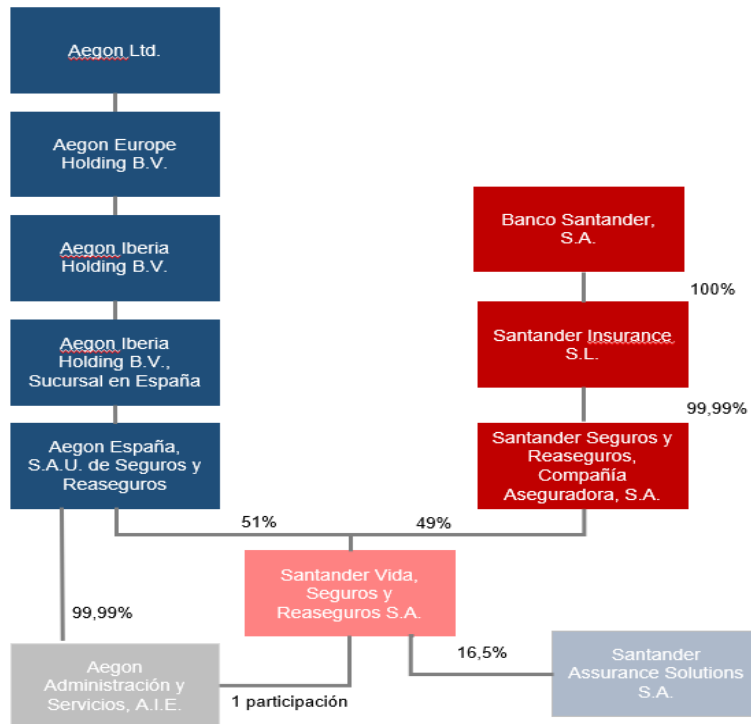 Aegon Ltd.
Aegon Europe
Holding B.V.
Aegon Iberia
Holding B.V.
Aegon Iberia
Holding B.V.,
Sucursal en España
Aegon España,
S.A.U. de Seguros y
Reaseguros
Banco Santander,
S.A.
100%
Santander Insurance
S.L.
99,99%
Santander Seguros y
Reaseguros,
Compañía
Aseguradora, S.A.
51%
49%
Santander Vida,
Seguros y
Reaseguros S.A.
99,99%
Aegon
Administración y
Servicios, A.I.E.
1 participación
16,5%
Santander
Assurance Solutions
S.A.